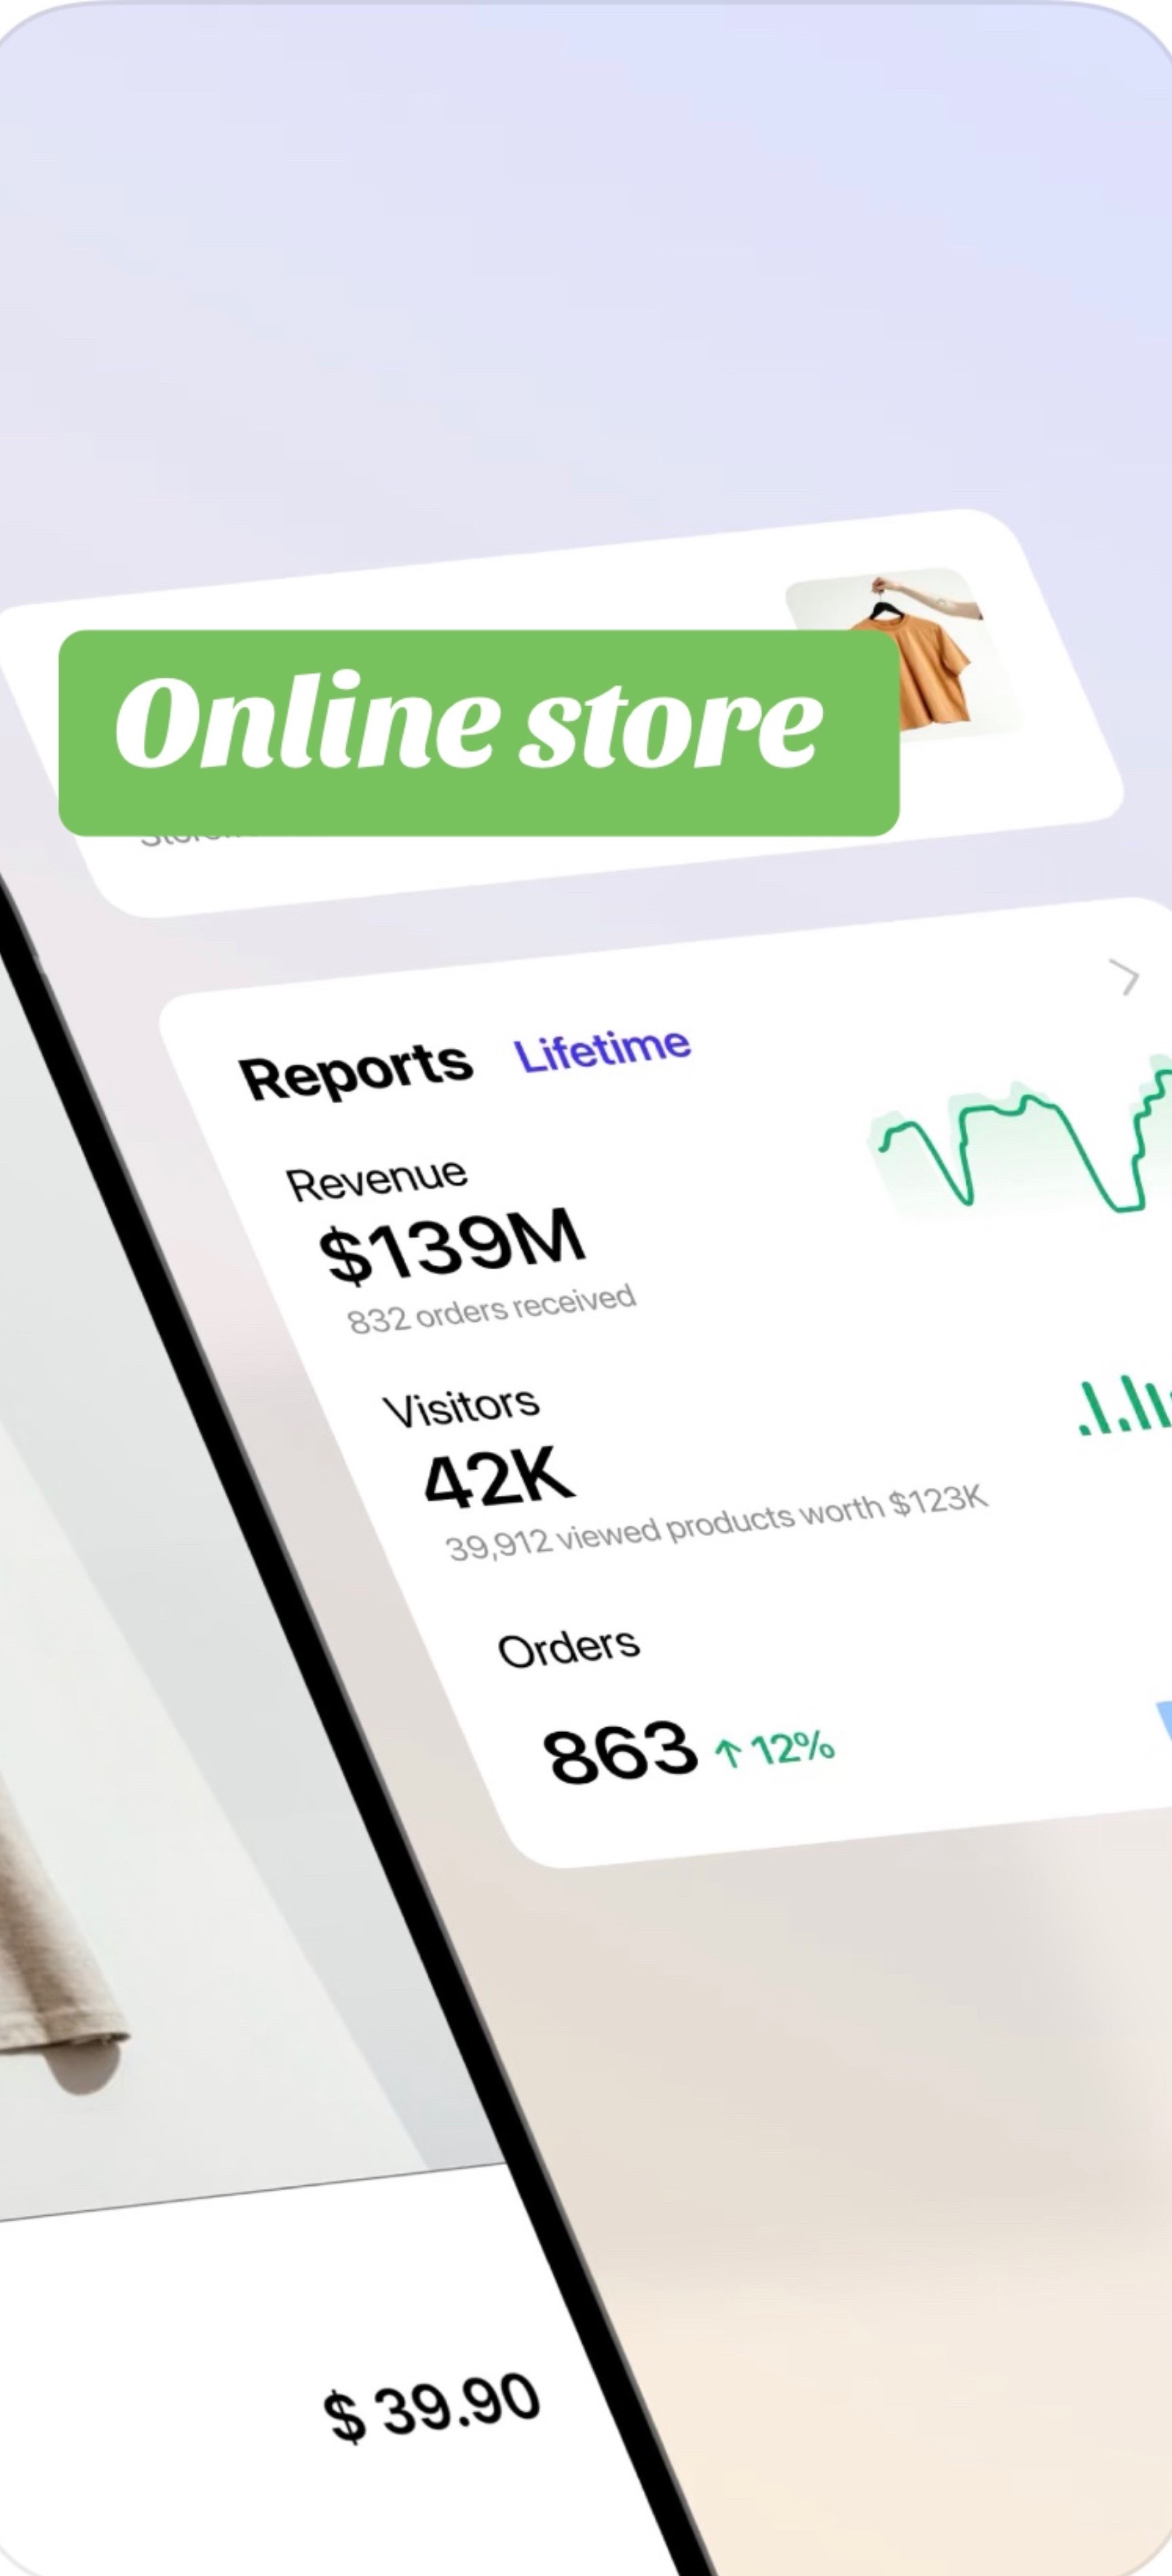 Online store
Reports Lifetime
Revenue
$139M
832 orders received
Visitors
42K
39,912 viewed products worth $123K
Orders
863 ↑ 12%
$ 39.90